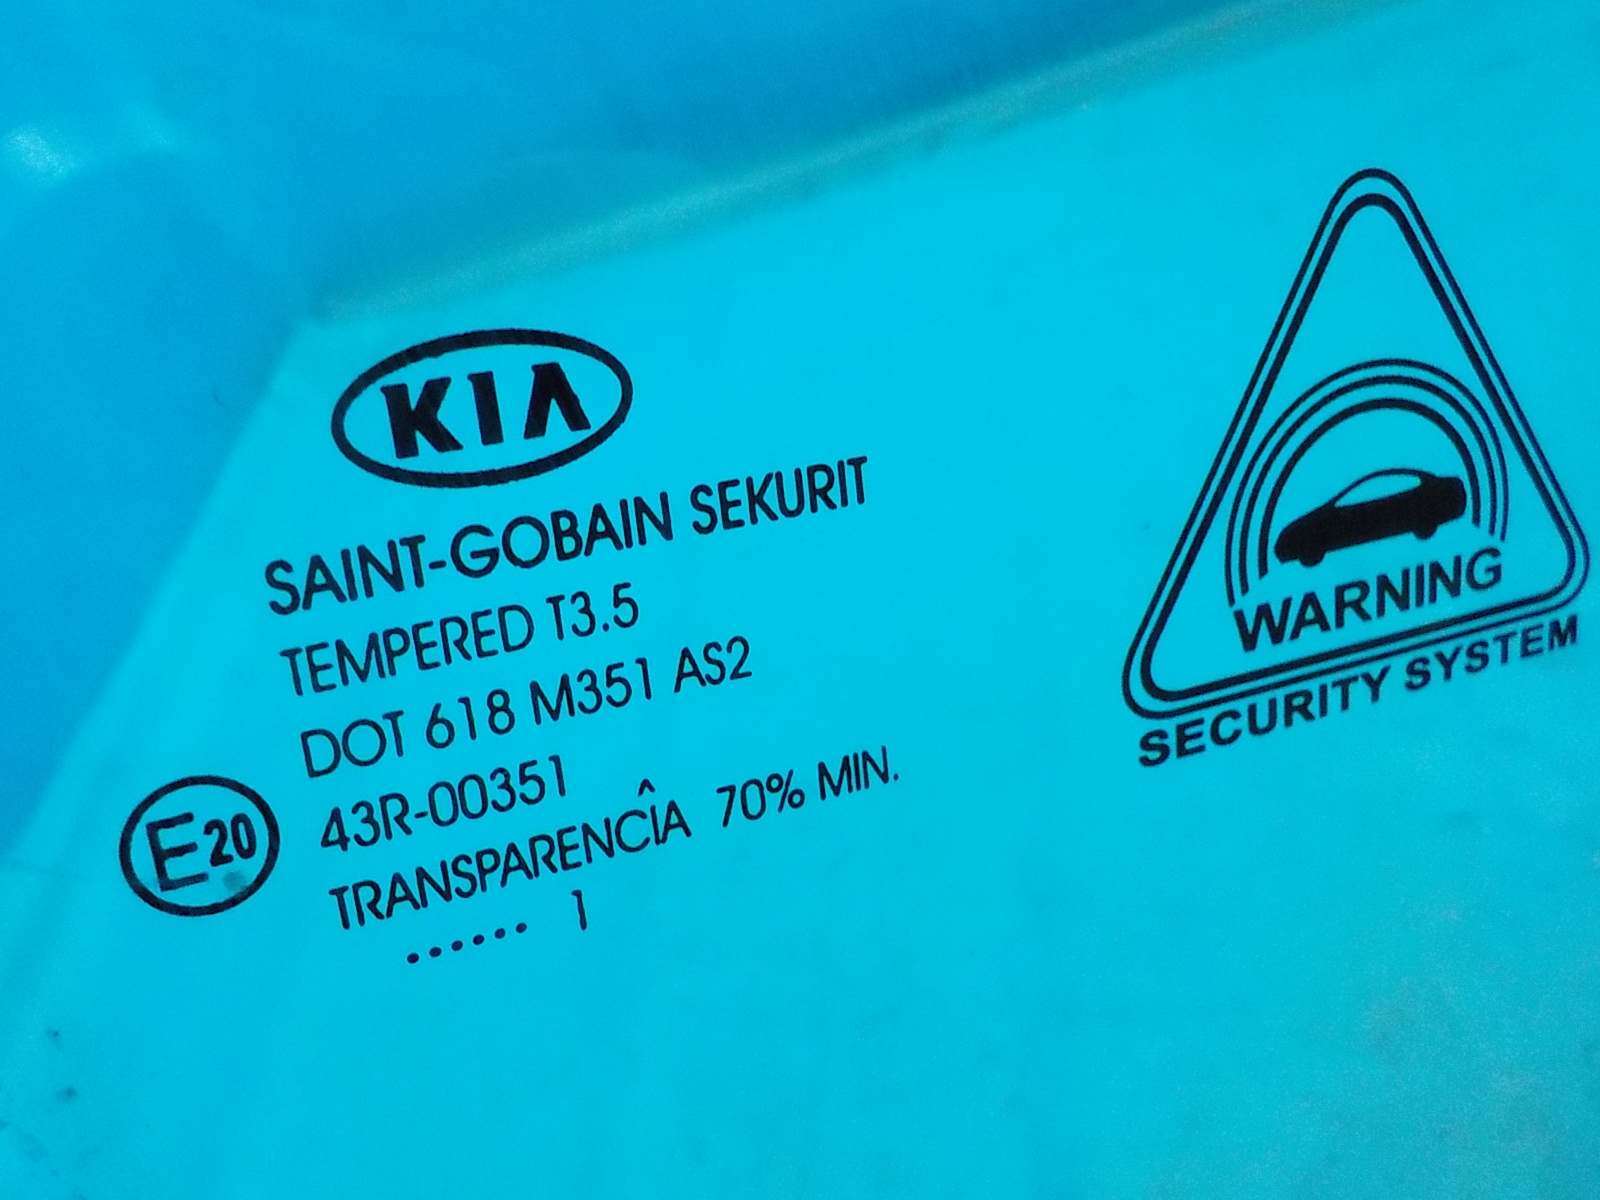 KIA
SAINT-GOBAIN SEKURIT
TEMPERED T3.5
DOT 618 M351 AS2
43R-00351
E20
TRANSPARENCÎA 70% MIN.
...... 1
WARNING
SECURITY SYSTEM